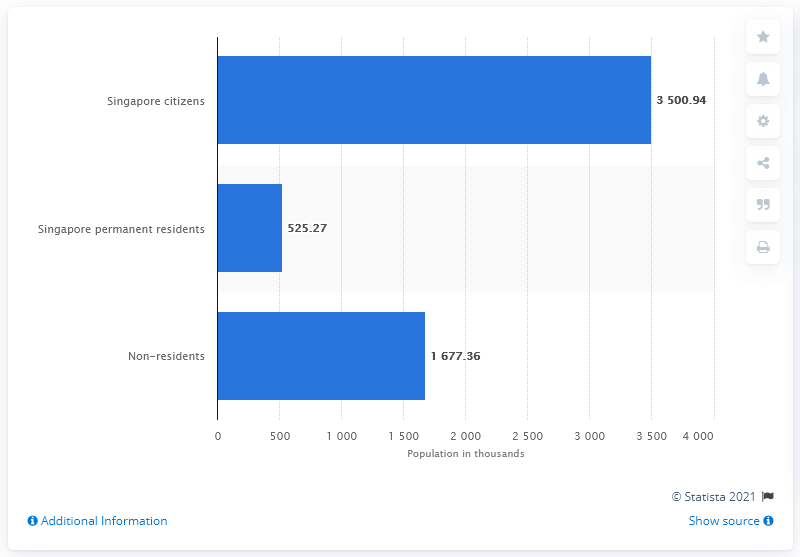 Singapore citizens
3 500.94
Singapore permanent residents
525.27
Non-residents
1 677.36
0 500 1 000 1 500 2 000 2 500 3 000 3 500 4 000
Population in thousands
© Statista 2021
Additional Information
Show source